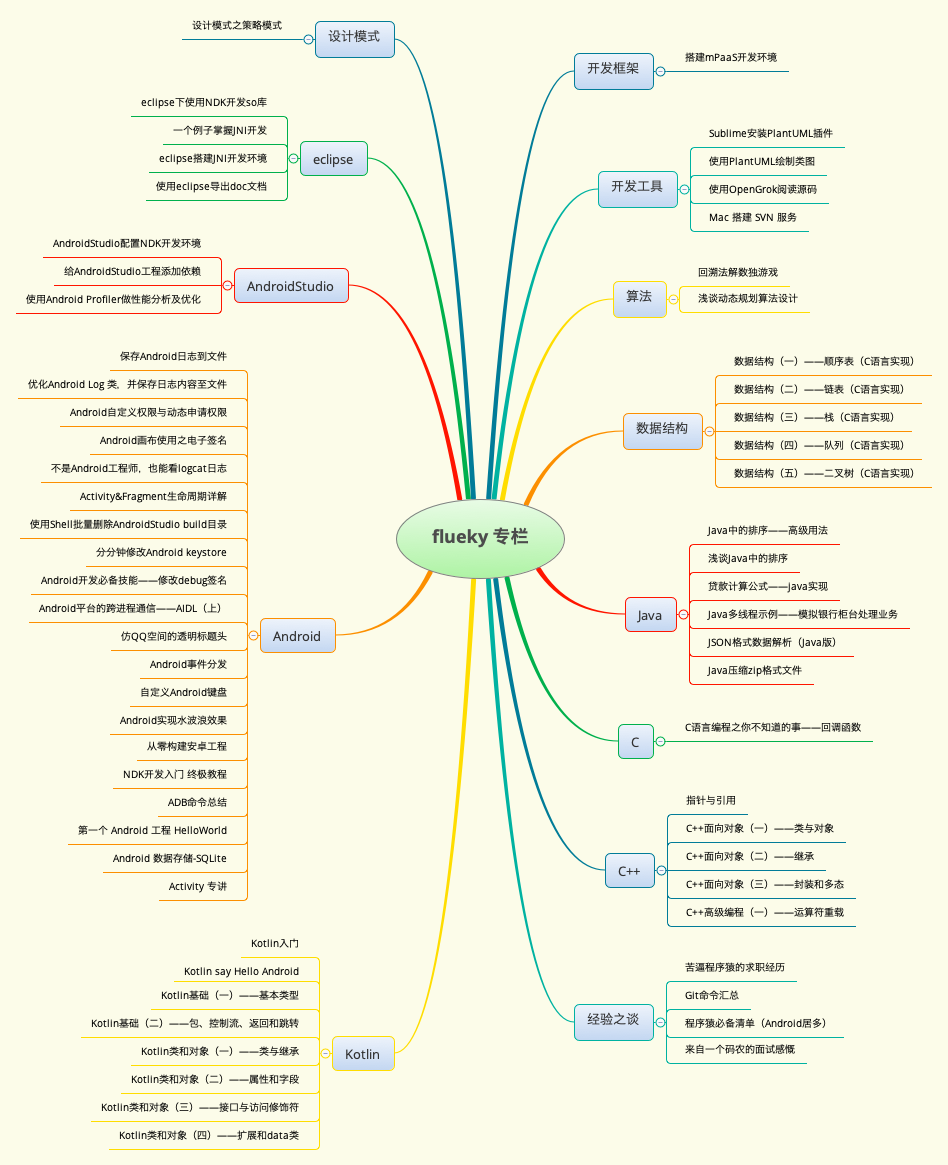 flueky 专栏
设计模式
设计模式之策略模式
eclipse
eclipse下使用NDK开发so库
一个例子掌握JNI开发
eclipse搭建JNI开发环境
使用eclipse导出doc文档
AndroidStudio
AndroidStudio配置NDK开发环境
给AndroidStudio工程添加依赖
使用Android Profiler做性能分析及优化
Android
保存Android日志到文件
优化Android Log 类，并保存日志内容至文件
Android自定义权限与动态申请权限
Android画布使用之电子签名
不是Android工程师，也能看logcat日志
Activity&Fragment生命周期详解
使用Shell批量删除AndroidStudio build目录
分分钟修改Android keystore
Android开发必备技能——修改debug签名
Android平台的跨进程通信——AIDL（上）
仿QQ空间的透明标题头
Android事件分发
自定义Android键盘
Android实现水波浪效果
从零构建安卓工程
NDK开发入门 终极教程
ADB命令总结
第一个 Android 工程 HelloWorld
Android 数据存储-SQLite
Activity 专讲
Kotlin
Kotlin入门
Kotlin say Hello Android
Kotlin基础（一）——基本类型
Kotlin基础（二）——包、控制流、返回和跳转
Kotlin类和对象（一）——类与继承
Kotlin类和对象（二）——属性和字段
Kotlin类和对象（三）——接口与访问修饰符
Kotlin类和对象（四）——扩展和data类
开发框架
搭建mPaaS开发环境
开发工具
Sublime安装PlantUML插件
使用PlantUML绘制类图
使用OpenGrok阅读源码
Mac 搭建 SVN 服务
算法
回溯法解数独游戏
浅谈动态规划算法设计
数据结构
数据结构（一）——顺序表（C语言实现）
数据结构（二）——链表（C语言实现）
数据结构（三）——栈（C语言实现）
数据结构（四）——队列（C语言实现）
数据结构（五）——二叉树（C语言实现）
Java
Java中的排序——高级用法
浅谈Java中的排序
贷款计算公式——Java实现
Java多线程示例——模拟银行柜台处理业务
JSON格式数据解析（Java版）
Java压缩zip格式文件
C
C语言编程之你不知道的事——回调函数
C++
指针与引用
C++面向对象（一）——类与对象
C++面向对象（二）——继承
C++面向对象（三）——封装和多态
C++高级编程（一）——运算符重载
经验之谈
苦逼程序猿的求职经历
Git命令汇总
程序猿必备清单（Android居多）
来自一个码农的面试感慨